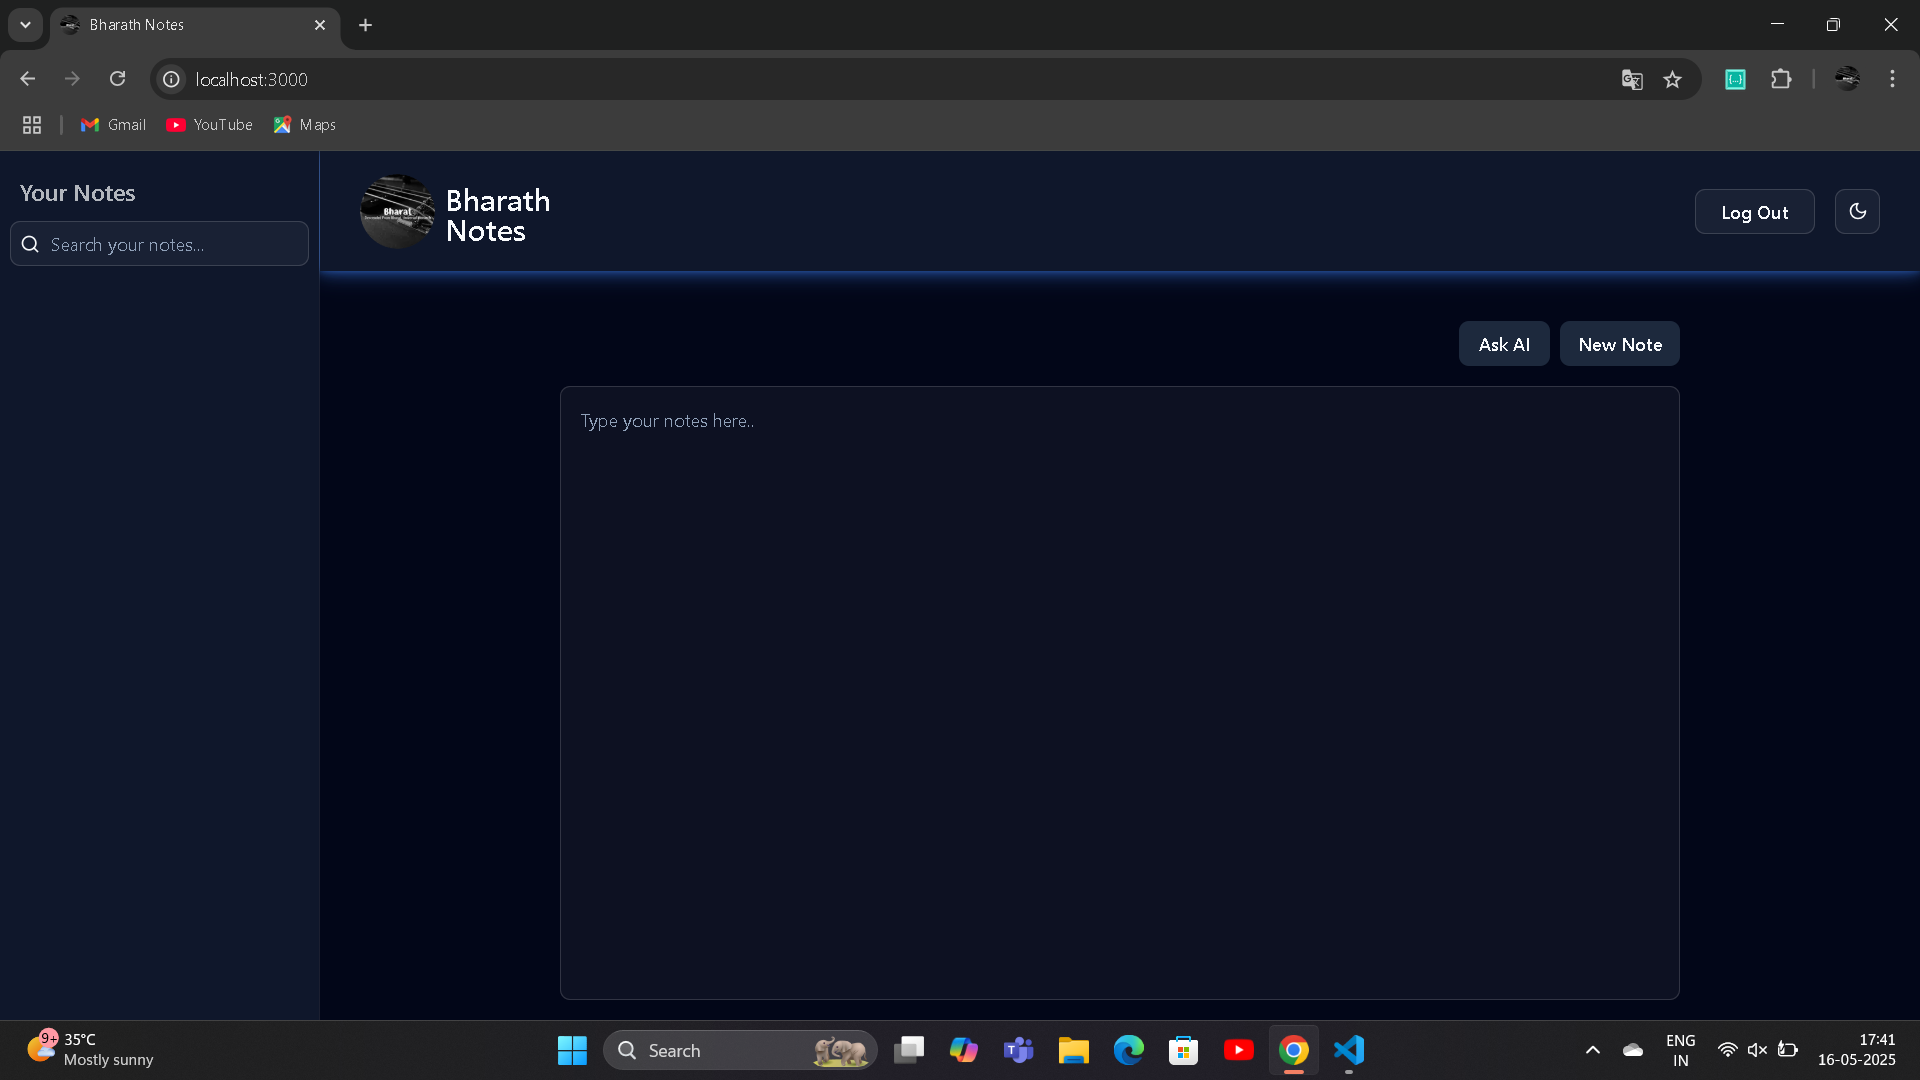 Bharath Notes
localhost:3000
Gmail
YouTube
Maps
Your Notes
Search your notes...
Bharat
Bharath
Notes
Log Out
Ask AI
New Note
Type your notes here..
9+
35°C
Mostly sunny
Search
ENG
IN
17:41
16-05-2025